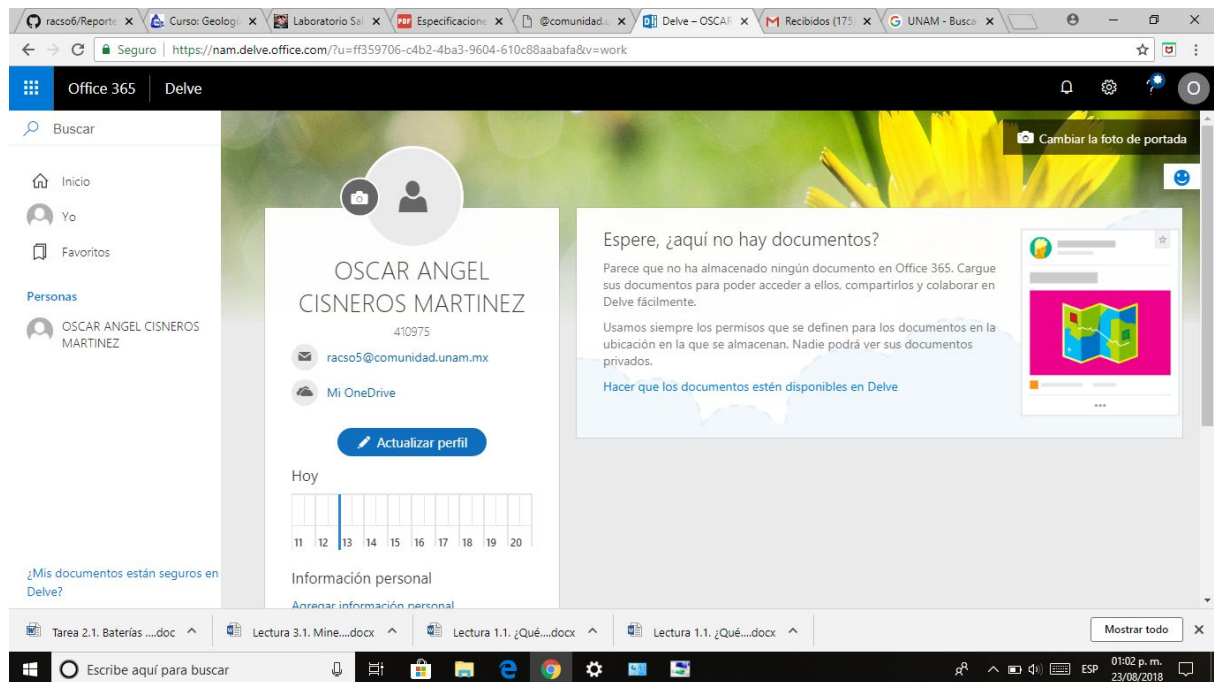 racso6/Reporte
Curso: Geologí
Laboratorio Sal
PDF
Especificacione
@comunidad.u
Delve – OSCAR
Recibidos (175
UNAM - Busca
Seguro | https://nam.delve.office.com/?u=ff359706-c4b2-4ba3-9604-610c88aabafa&v=work
Office 365 Delve
?
O
Buscar
Cambiar la foto de portada
Inicio
Yo
Favoritos
Personas
OSCAR ANGEL CISNEROS
MARTINEZ
¿Mis documentos están seguros en
Delve?
OSCAR ANGEL
CISNEROS MARTINEZ
410975
racso5@comunidad.unam.mx
Mi OneDrive
Actualizar perfil
Hoy
11 12 13 14 15 16 17 18 19 20
Información personal
Agregar información personal
Espere, ¿aquí no hay documentos?
Parece que no ha almacenado ningún documento en Office 365. Cargue
sus documentos para poder acceder a ellos, compartirlos y colaborar en
Delve fácilmente.
Usamos siempre los permisos que se definen para los documentos en la
ubicación en la que se almacenan. Nadie podrá ver sus documentos
privados.
Hacer que los documentos estén disponibles en Delve
Tarea 2.1. Baterías ....doc
Lectura 3.1. Mine....docx
Lectura 1.1. ¿Qué....docx
Lectura 1.1. ¿Qué....docx
Mostrar todo
Escribe aquí para buscar
ESP
01:02 p. m.
23/08/2018